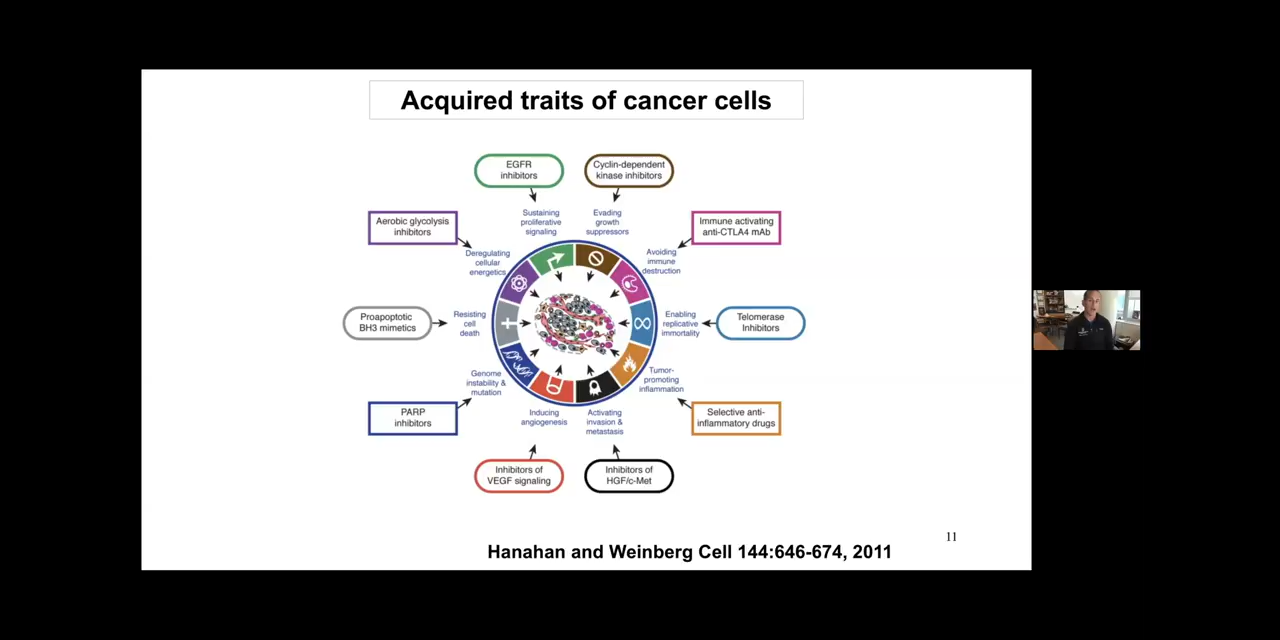 Acquired traits of cancer cells
EGFR
inhibitors
Cyclin-dependent
kinase inhibitors
Aerobic glycolysis
inhibitors
Sustaining
proliferative
signaling
Evading
growth
suppressors
Immune activating
anti-CTLA4 mAb
Deregulating
cellular
energetics
Avoiding
immune
destruction
Proapoptotic
BH3 mimetics
Resisting
cell
death
Enabling
replicative
immortality
Telomerase
Inhibitors
Genome
instability &
mutation
Tumor-
promoting
inflammation
PARP
inhibitors
Inducing
angiogenesis
Activating
invasion &
metastasis
Selective anti-
inflammatory drugs
Inhibitors of
VEGF signaling
Inhibitors of
HGF/c-Met
11
Hanahan and Weinberg Cell 144:646-674, 2011